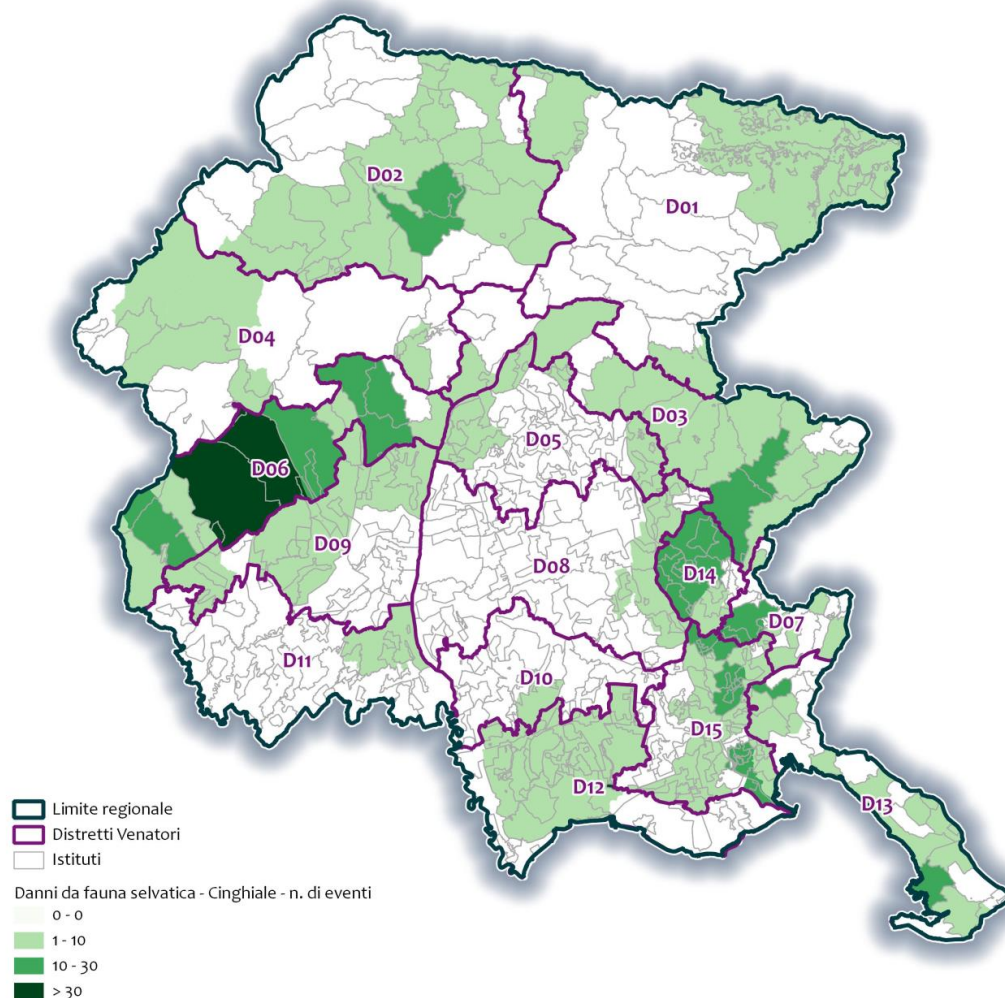 D02
D01
D04
D03
D05
D06
D09
D08
D14
D07
D11
D10
D15
D12
D13
Limite regionale
Distretti Venatori
Istituti
Danni da fauna selvatica - Cinghiale - n. di eventi
0 - 0
1 - 10
10 - 30
> 30